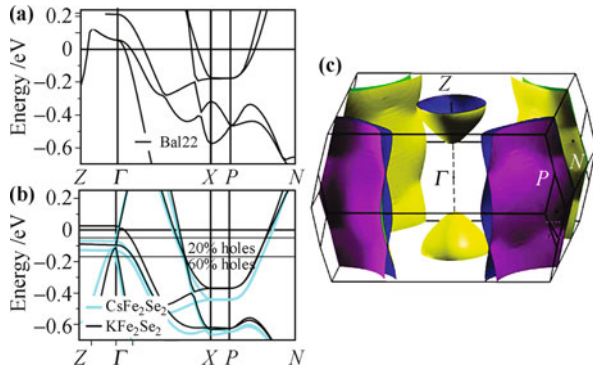 (a)
0.2
0
−0.2
−0.4
−0.6
Energy /eV
Bal22
Z Γ X P N
(b)
0.2
0
−0.2
−0.4
−0.6
Energy /eV
20% holes
60% holes
CsFe₂Se₂
KFe₂Se₂
Z Γ X P N
(c)
Z
Γ
P
N